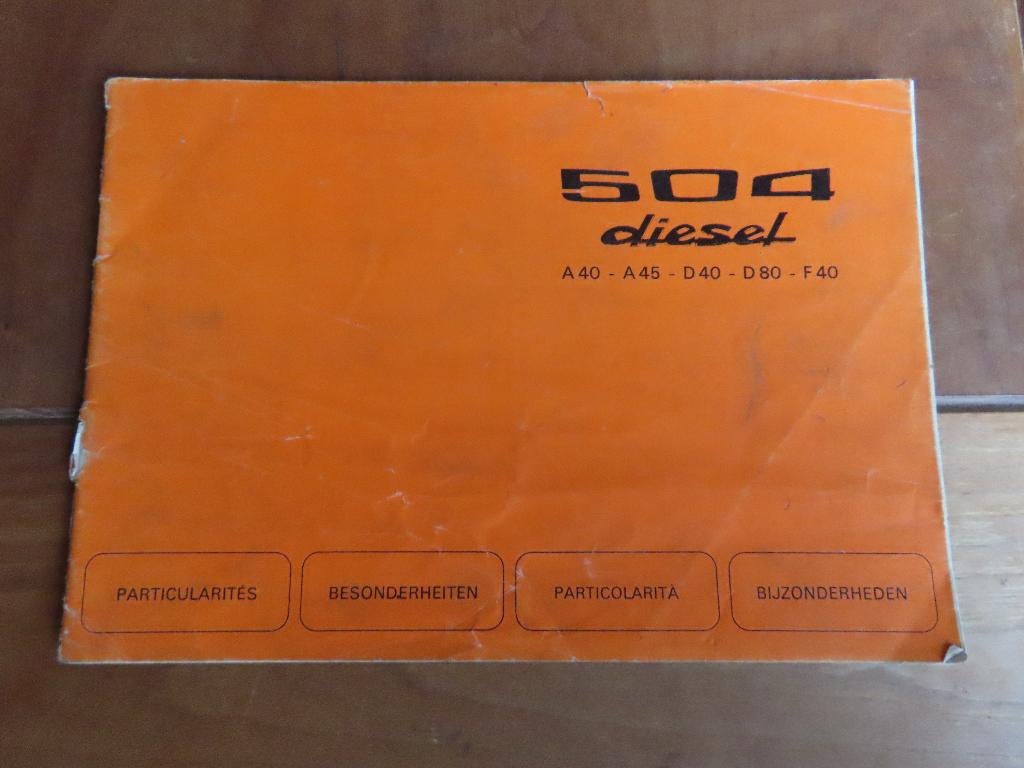 504
diesel
A40 - A45 - D40 - D80 - F40
PARTICULARITÉS
BESONDERHEITEN
PARTICOLARITÀ
BIJZONDERHEDEN